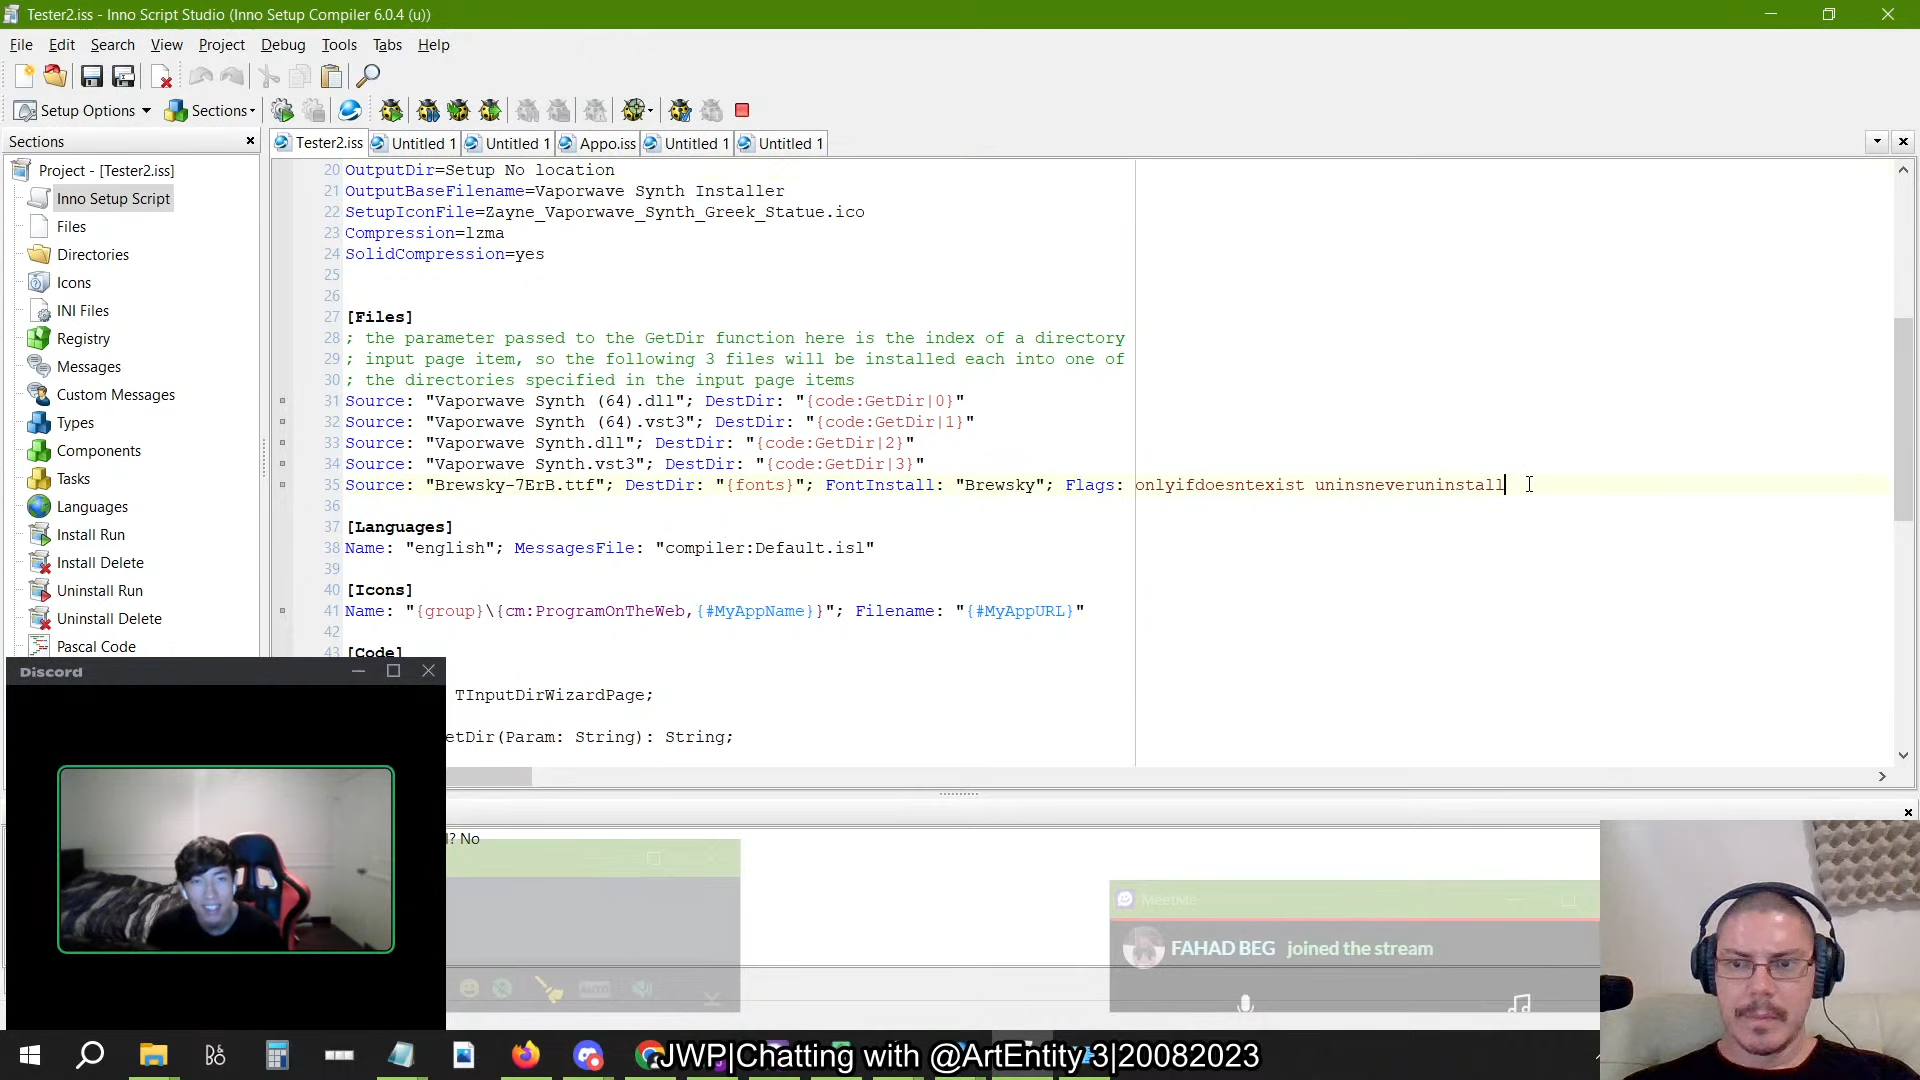 Tester2.iss - Inno Script Studio (Inno Setup Compiler 6.0.4 (u))
File Edit Search View Project Debug Tools Tabs Help
Setup Options Sections
Sections
Tester2.iss Untitled 1 Untitled 1 Appo.iss Untitled 1 Untitled 1
Project - [Tester2.iss]
Inno Setup Script
Files
Directories
Icons
INI Files
Registry
Messages
Custom Messages
Types
Components
Tasks
Languages
Install Run
Install Delete
Uninstall Run
Uninstall Delete
Pascal Code
20 OutputDir=Setup No location
21 OutputBaseFilename=Vaporwave Synth Installer
22 SetupIconFile=Zayne_Vaporwave_Synth_Greek_Statue.ico
23 Compression=lzma
24 SolidCompression=yes
25
26
27 [Files]
28 ; the parameter passed to the GetDir function here is the index of a directory
29 ; input page item, so the following 3 files will be installed each into one of
30 ; the directories specified in the input page items
31 Source: "Vaporwave Synth (64).dll"; DestDir: "{code:GetDir|0}"
32 Source: "Vaporwave Synth (64).vst3"; DestDir: "{code:GetDir|1}"
33 Source: "Vaporwave Synth.dll"; DestDir: "{code:GetDir|2}"
34 Source: "Vaporwave Synth.vst3"; DestDir: "{code:GetDir|3}"
35 Source: "Brewsky-7ErB.ttf"; DestDir: "{fonts}"; FontInstall: "Brewsky"; Flags: onlyifdoesntexist uninsneveruninstall
36
37 [Languages]
38 Name: "english"; MessagesFile: "compiler:Default.isl"
39
40 [Icons]
41 Name: "{group}\{cm:ProgramOnTheWeb,{#MyAppName}}"; Filename: "{#MyAppURL}"
42
43 [Code]
TInputDirWizardPage;
etDir(Param: String): String;
Discord
l? No
MeetMe
FAHAD BEG joined the stream
JWP|Chatting with @ArtEntity 3|20082023